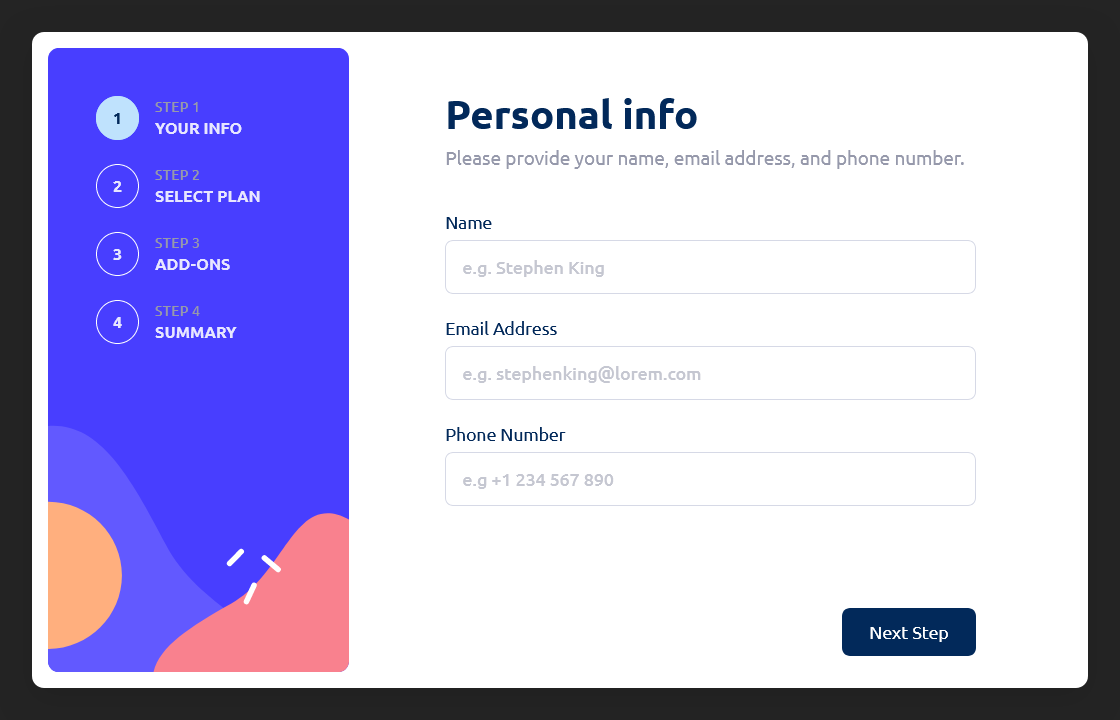 1
STEP 1
YOUR INFO
2
STEP 2
SELECT PLAN
3
STEP 3
ADD-ONS
4
STEP 4
SUMMARY
Personal info
Please provide your name, email address, and phone number.
Name
e.g. Stephen King
Email Address
e.g. stephenking@lorem.com
Phone Number
e.g +1 234 567 890
Next Step